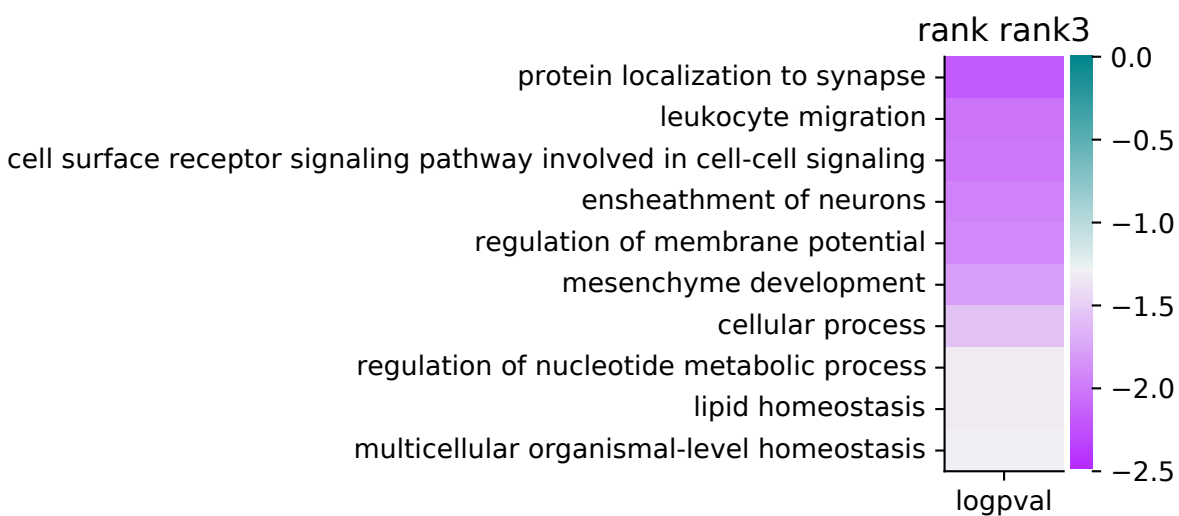 rank rank3
protein localization to synapse
leukocyte migration
cell surface receptor signaling pathway involved in cell-cell signaling
ensheathment of neurons
regulation of membrane potential
mesenchyme development
cellular process
regulation of nucleotide metabolic process
lipid homeostasis
multicellular organismal-level homeostasis
logpval
0.0
−0.5
−1.0
−1.5
−2.0
−2.5